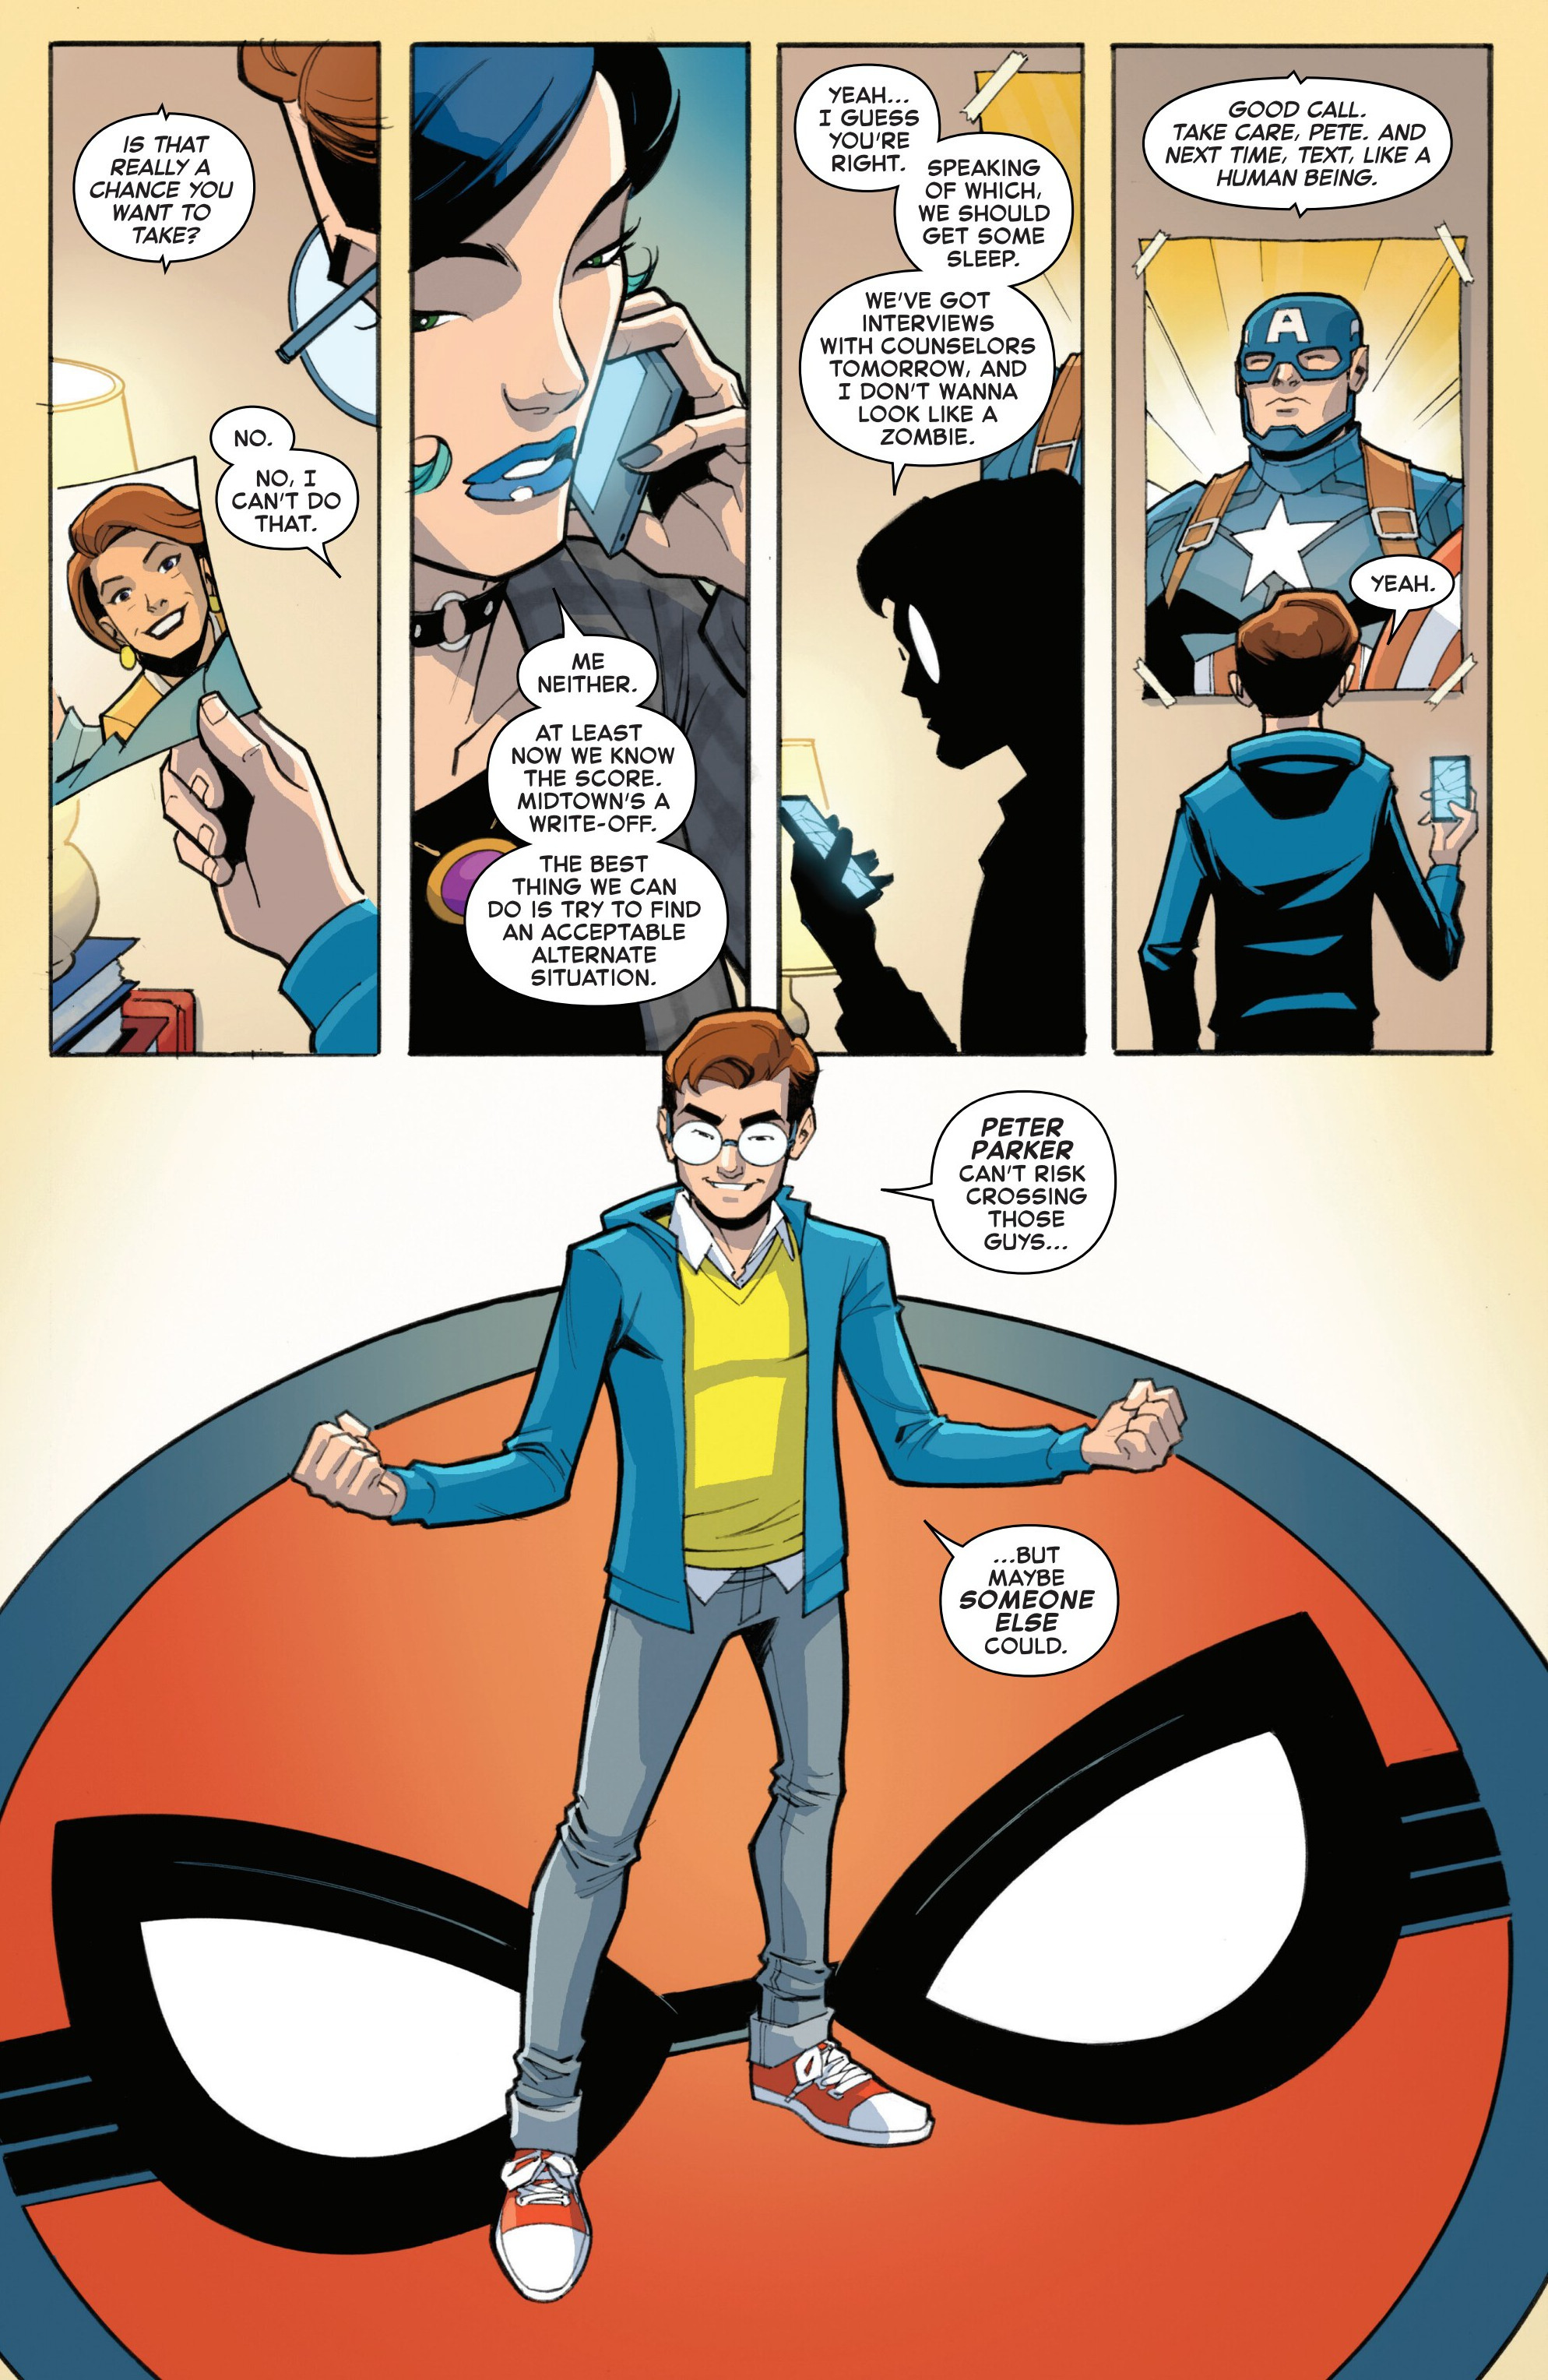 IS THAT
REALLY A
CHANCE YOU
WANT TO
TAKE?
NO.
NO, I
CAN'T DO
THAT.
ME
NEITHER.
AT LEAST
NOW WE KNOW
THE SCORE.
MIDTOWN'S A
WRITE-OFF.
THE BEST
THING WE CAN
DO IS TRY TO FIND
AN ACCEPTABLE
ALTERNATE
SITUATION.
YEAH...
I GUESS
YOU'RE
RIGHT.
SPEAKING
OF WHICH,
WE SHOULD
GET SOME
SLEEP.
WE'VE GOT
INTERVIEWS
WITH COUNSELORS
TOMORROW, AND
I DON'T WANNA
LOOK LIKE A
ZOMBIE.
GOOD CALL.
TAKE CARE, PETE. AND
NEXT TIME, TEXT, LIKE A
HUMAN BEING.
A
YEAH.
PETER
PARKER
CAN'T RISK
CROSSING
THOSE
GUYS...
...BUT
MAYBE
SOMEONE
ELSE
COULD.